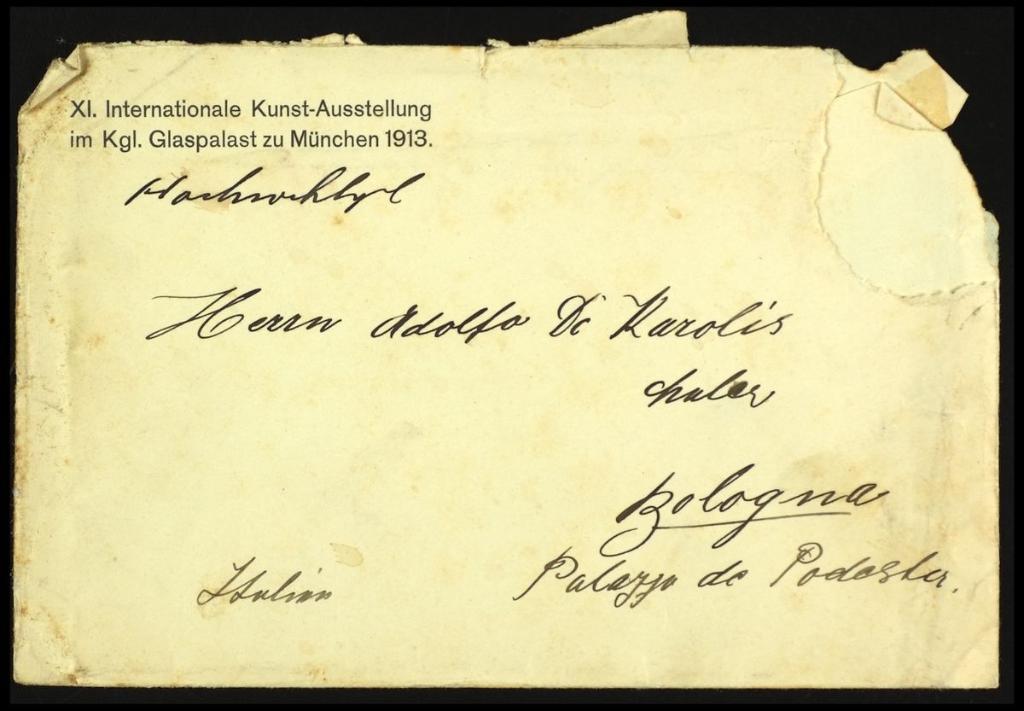 XI. Internationale Kunst-Ausstellung
im Kgl. Glaspalast zu München 1913.
Hochwohlgb
Herrn Adolfo De Karolis
Maler
Bologna
Palazzo de Podesta.
Italien